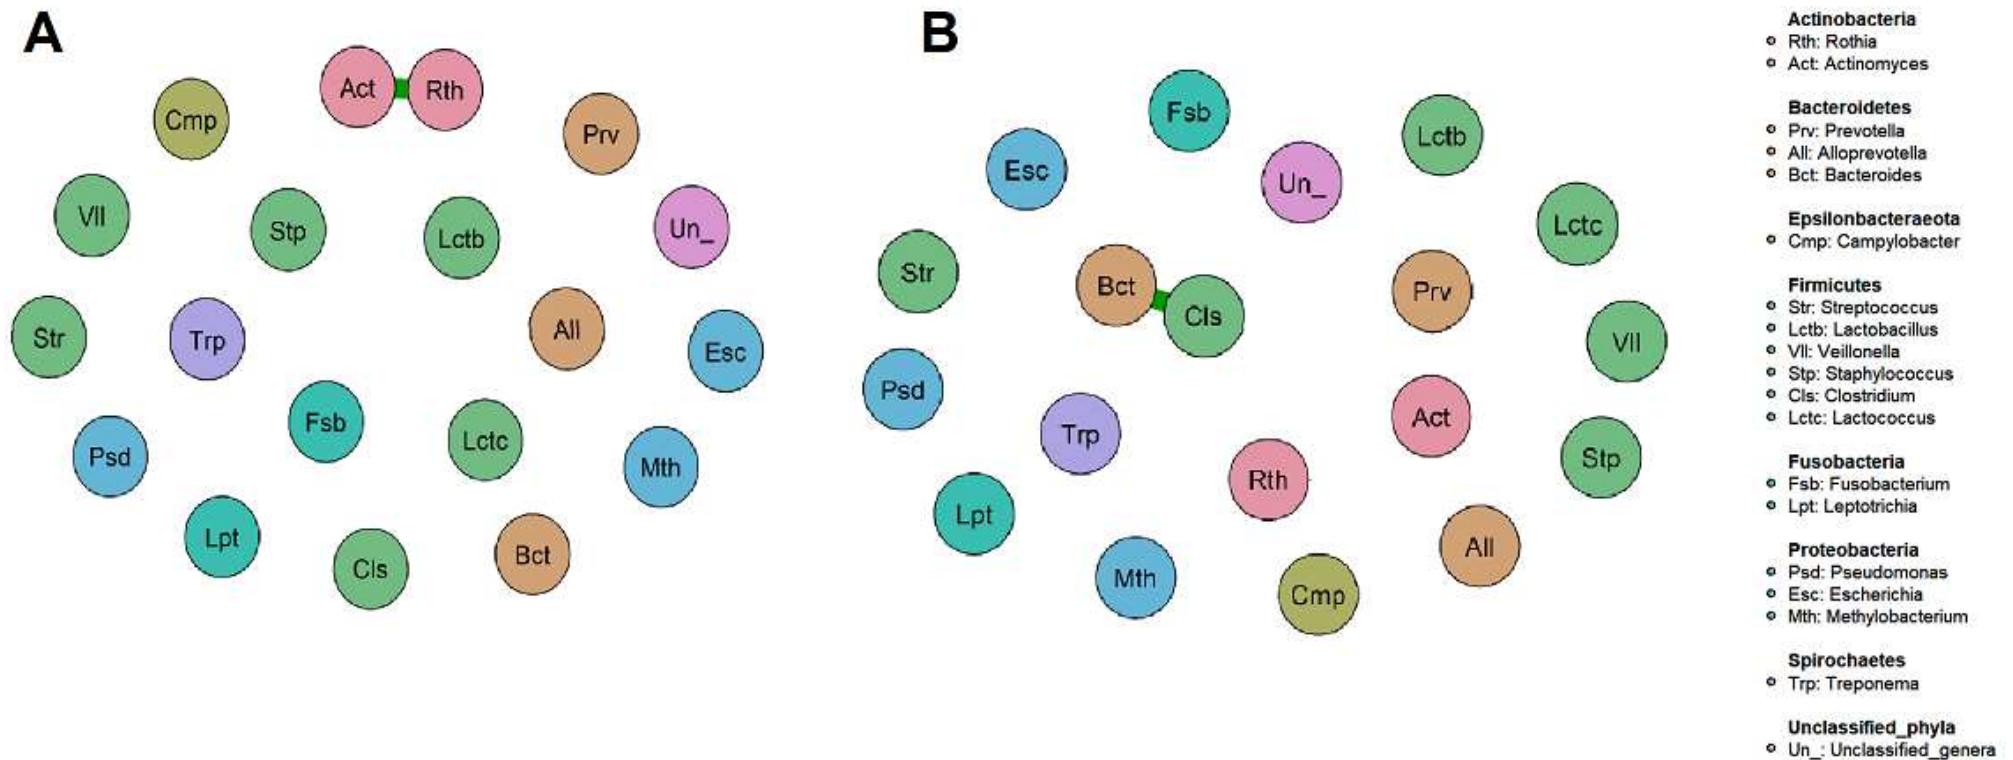 A
Act
Rth
Cmp
Prv
Vll
Stp
Lctb
Un_
Str
Trp
All
Esc
Fsb
Lctc
Psd
Mth
Lpt
Cls
Bct
B
Fsb
Lctb
Esc
Un_
Lctc
Str
Bct
Cls
Prv
Vll
Psd
Trp
Act
Rth
Stp
Lpt
All
Mth
Cmp
Actinobacteria
Rth: Rothia
Act: Actinomyces
Bacteroidetes
Prv: Prevotella
All: Alloprevotella
Bct: Bacteroides
Epsilonbacteraeota
Cmp: Campylobacter
Firmicutes
Str: Streptococcus
Lctb: Lactobacillus
Vll: Veillonella
Stp: Staphylococcus
Cls: Clostridium
Lctc: Lactococcus
Fusobacteria
Fsb: Fusobacterium
Lpt: Leptotrichia
Proteobacteria
Psd: Pseudomonas
Esc: Escherichia
Mth: Methylobacterium
Spirochaetes
Trp: Treponema
Unclassified_phyla
Un_: Unclassified_genera